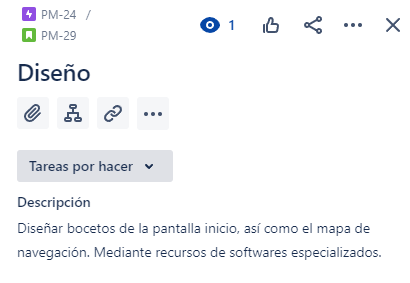 PM-24 /
PM-29
1
Diseño
Tareas por hacer
Descripción
Diseñar bocetos de la pantalla inicio, así como el mapa de
navegación. Mediante recursos de softwares especializados.